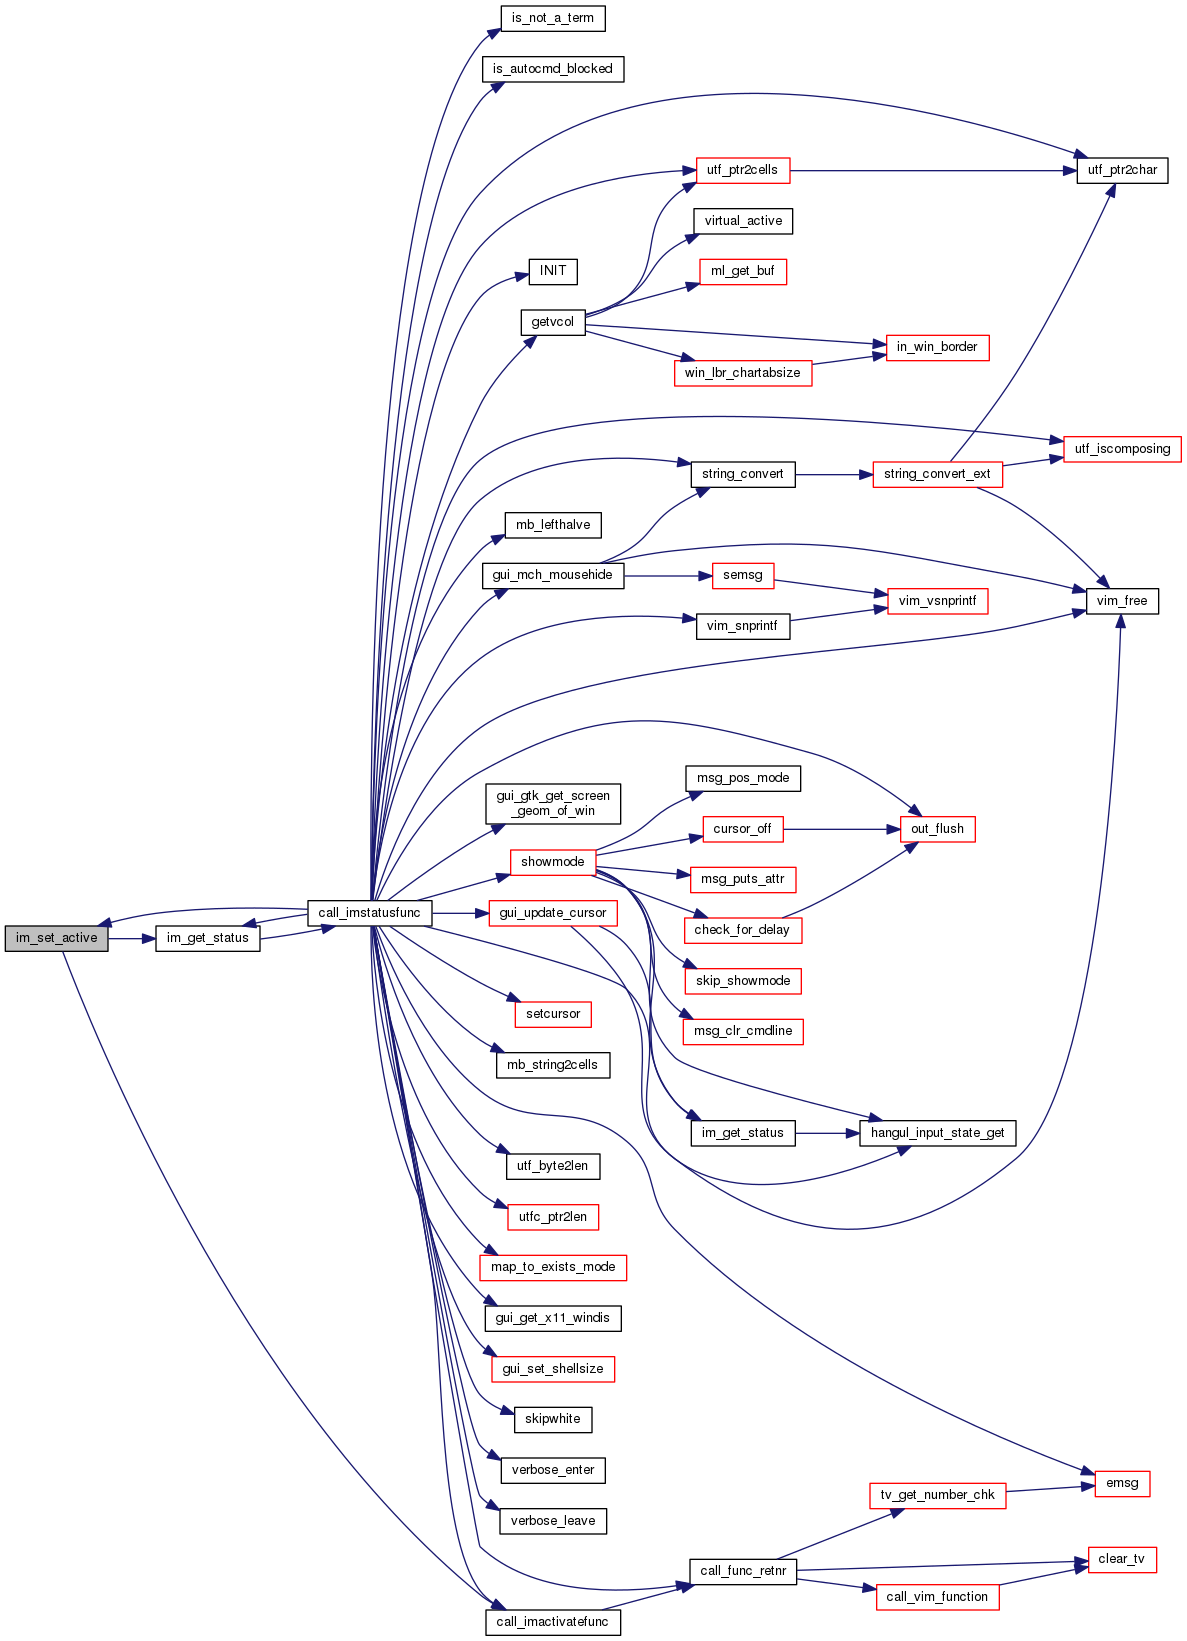 is_not_a_term
is_autocmd_blocked
utf_ptr2cells
utf_ptr2char
virtual_active
INIT
ml_get_buf
getvcol
in_win_border
win_lbr_chartabsize
utf_iscomposing
string_convert
string_convert_ext
mb_lefthalve
gui_mch_mousehide
semsg
vim_vsnprintf
vim_free
vim_snprintf
msg_pos_mode
gui_gtk_get_screen
_geom_of_win
cursor_off
out_flush
showmode
msg_puts_attr
call_imstatusfunc
gui_update_cursor
check_for_delay
im_set_active
im_get_status
skip_showmode
setcursor
msg_clr_cmdline
mb_string2cells
im_get_status
hangul_input_state_get
utf_byte2len
utfc_ptr2len
map_to_exists_mode
gui_get_x11_windis
gui_set_shellsize
skipwhite
verbose_enter
emsg
tv_get_number_chk
verbose_leave
clear_tv
call_func_retnr
call_vim_function
call_imactivatefunc